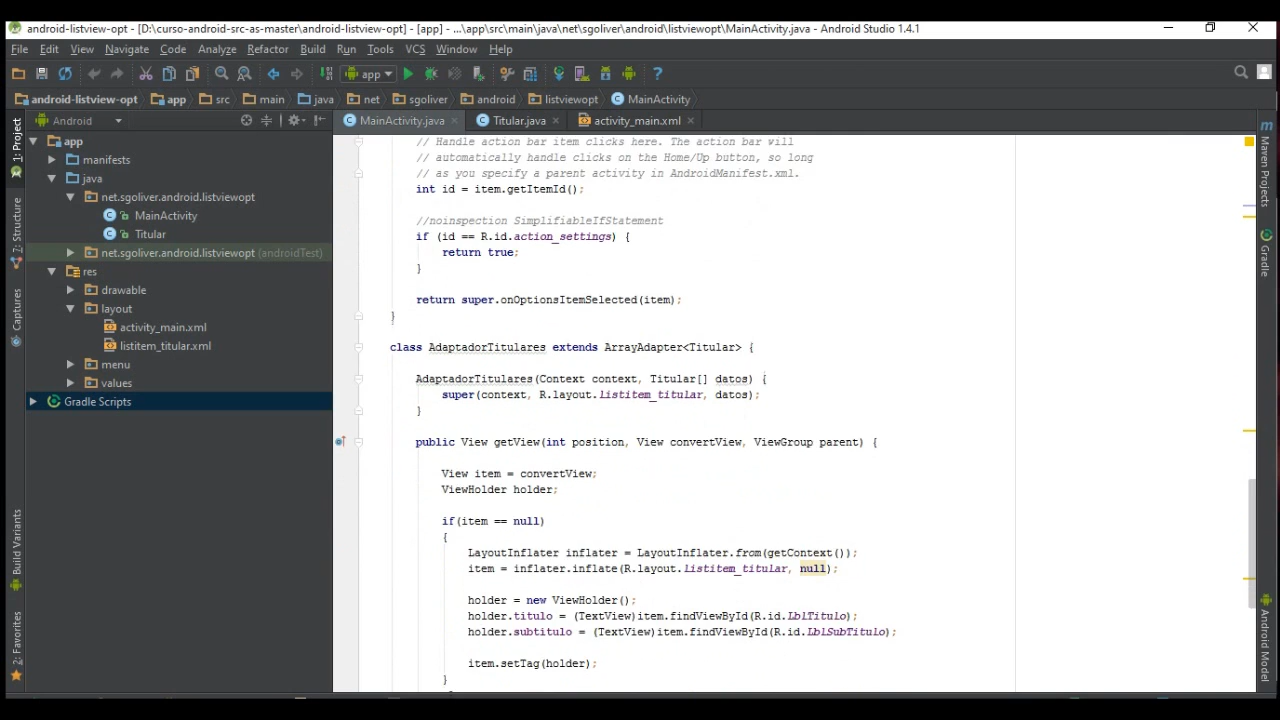 android-listview-opt - [D:\curso-android-src-as-master\android-listview-opt] - [app] - ...\app\src\main\java\net\sgoliver\android\listviewopt\MainActivity.java - Android Studio 1.4.1
File Edit View Navigate Code Analyze Refactor Build Run Tools VCS Window Help
app
android-listview-opt app src main java net sgoliver android listviewopt MainActivity
Android
MainActivity.java Titular.java activity_main.xml
1: Project
7: Structure
Captures
Build Variants
2: Favorites
app
manifests
java
net.sgoliver.android.listviewopt
MainActivity
Titular
net.sgoliver.android.listviewopt (androidTest)
res
drawable
layout
activity_main.xml
listitem_titular.xml
menu
values
Gradle Scripts
// Handle action bar item clicks here. The action bar will
// automatically handle clicks on the Home/Up button, so long
// as you specify a parent activity in AndroidManifest.xml.
int id = item.getItemId();
//noinspection SimplifiableIfStatement
if (id == R.id.action_settings) {
return true;
}
return super.onOptionsItemSelected(item);
}
class AdaptadorTitulares extends ArrayAdapter<Titular> {
AdaptadorTitulares(Context context, Titular[] datos) {
super(context, R.layout.listitem_titular, datos);
}
public View getView(int position, View convertView, ViewGroup parent) {
View item = convertView;
ViewHolder holder;
if(item == null)
{
LayoutInflater inflater = LayoutInflater.from(getContext());
item = inflater.inflate(R.layout.listitem_titular, null);
holder = new ViewHolder();
holder.titulo = (TextView)item.findViewById(R.id.LblTitulo);
holder.subtitulo = (TextView)item.findViewById(R.id.LblSubTitulo);
item.setTag(holder);
}
Maven Projects
Gradle
Android Model